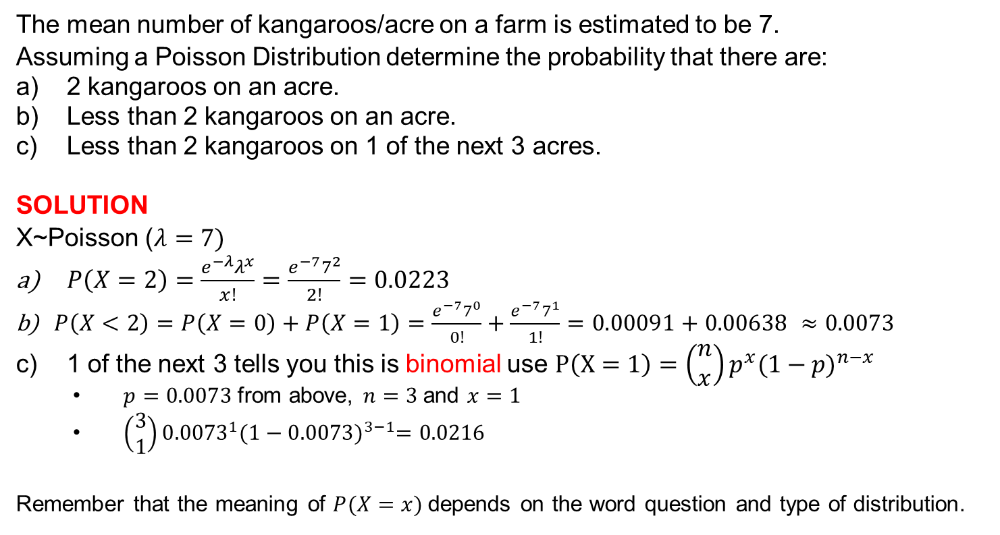 The mean number of kangaroos/acre on a farm is estimated to be 7.
Assuming a Poisson Distribution determine the probability that there are:
a) 2 kangaroos on an acre.
b) Less than 2 kangaroos on an acre.
c) Less than 2 kangaroos on 1 of the next 3 acres.
SOLUTION
X~Poisson (λ = 7)
a) P(X = 2) = \frac{e^{-λ}λ^x}{x!} = \frac{e^{-7}7^2}{2!} = 0.0223
b) P(X < 2) = P(X = 0) + P(X = 1) = \frac{e^{-7}7^0}{0!} + \frac{e^{-7}7^1}{1!} = 0.00091 + 0.00638 ≈ 0.0073
c) 1 of the next 3 tells you this is binomial use P(X = 1) = \binom{n}{x} p^x (1 − p)^{n−x}
• p = 0.0073 from above, n = 3 and x = 1
• \binom{3}{1} 0.0073^1 (1 − 0.0073)^{3−1} = 0.0216
Remember that the meaning of P(X = x) depends on the word question and type of distribution.